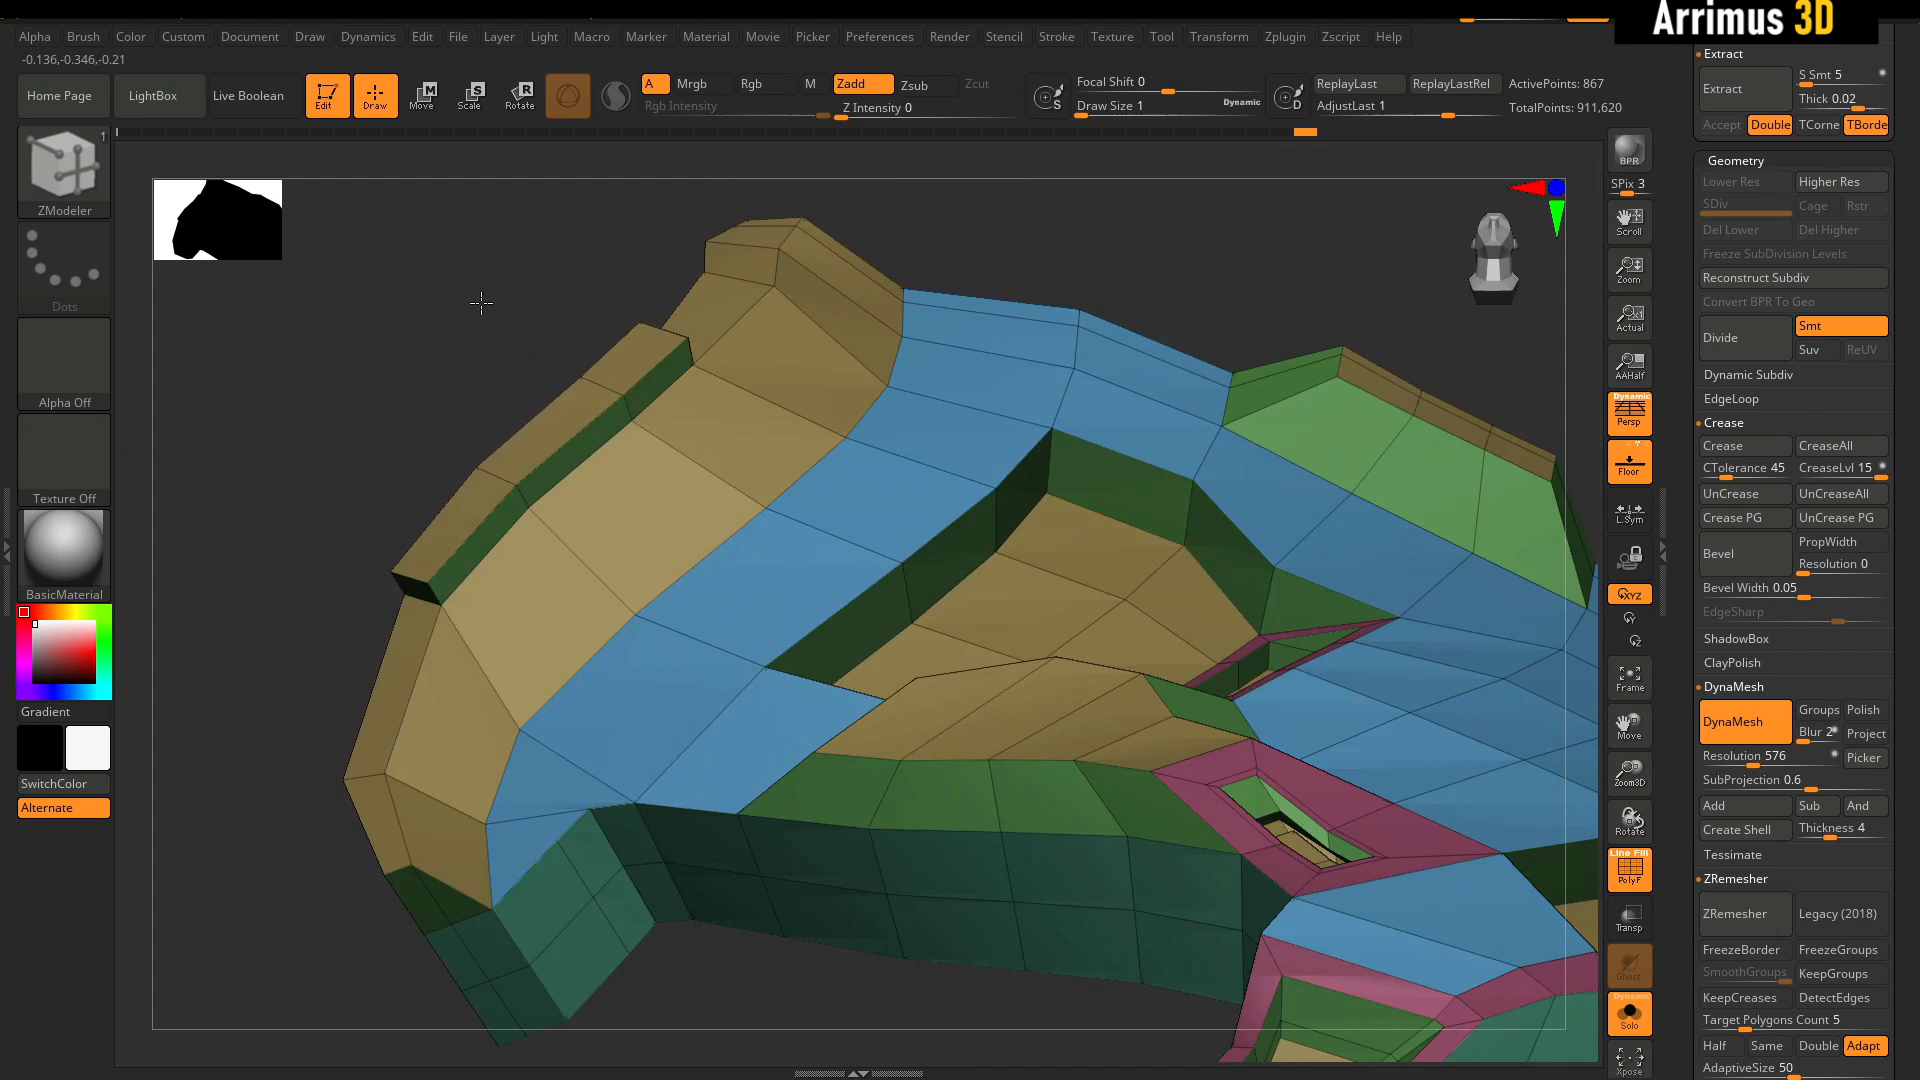 Arrimus 3D
Alpha Brush Color Custom Document Draw Dynamics Edit File Layer Light Macro Marker Material Movie Picker Preferences Render Stencil Stroke Texture Tool Transform Zplugin Zscript Help
-0.136,-0.346,-0.21
Home Page
LightBox
Live Boolean
Edit
Draw
Move
Scale
Rotate
A
Mrgb
Rgb
M
Zadd
Zsub
Zcut
Rgb Intensity
Z Intensity 0
S
Focal Shift 0
Draw Size 1
Dynamic
D
ReplayLast
ReplayLastRel
AdjustLast 1
ActivePoints: 867
TotalPoints: 911,620
1
ZModeler
Dots
Alpha Off
Texture Off
BasicMaterial
Gradient
SwitchColor
Alternate
BPR
SPix 3
Scroll
Zoom
Actual
AAHalf
Dynamic
Persp
Floor
L.Sym
XYZ
Y
Z
Frame
Move
Zoom3D
Rotate
Line Fill
PolyF
Transp
Ghost
Dynamic
Solo
Xpose
Extract
Extract
S Smt 5
Thick 0.02
Accept Double TCorne TBorde
Geometry
Lower Res Higher Res
SDiv Cage Rstr
Del Lower Del Higher
Freeze SubDivision Levels
Reconstruct Subdiv
Convert BPR To Geo
Divide
Smt
Suv ReUV
Dynamic Subdiv
EdgeLoop
Crease
Crease CreaseAll
CTolerance 45 CreaseLvl 15
UnCrease UnCreaseAll
Crease PG UnCrease PG
Bevel
PropWidth
Resolution 0
Bevel Width 0.05
EdgeSharp
ShadowBox
ClayPolish
DynaMesh
DynaMesh
Groups Polish
Blur 2 Project
Resolution 576 Picker
SubProjection 0.6
Add Sub And
Create Shell Thickness 4
Tessimate
ZRemesher
ZRemesher Legacy (2018)
FreezeBorder FreezeGroups
SmoothGroups KeepGroups
KeepCreases DetectEdges
Target Polygons Count 5
Half Same Double Adapt
AdaptiveSize 50